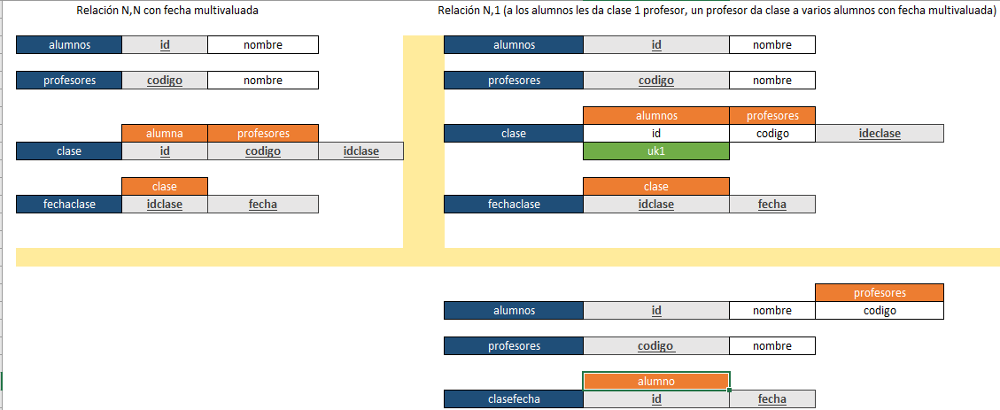 Relación N,N con fecha multivaluada
alumnos id nombre
profesores codigo nombre
alumna profesores
clase id codigo idclase
clase
fechaclase idclase fecha
Relación N,1 (a los alumnos les da clase 1 profesor, un profesor da clase a varios alumnos con fecha multivaluada)
alumnos id nombre
profesores codigo nombre
alumnos profesores
clase id codigo ideclase
uk1
clase
fechaclase idclase fecha
profesores
alumnos id nombre codigo
profesores codigo nombre
alumno
clasefecha id fecha